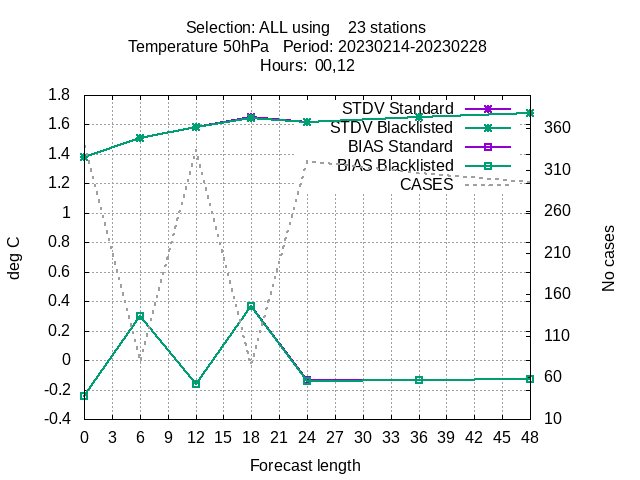 Selection: ALL using 23 stations
Temperature 50hPa Period: 20230214-20230228
Hours: 00,12
STDV Standard
STDV Blacklisted
BIAS Standard
BIAS Blacklisted
CASES
1.8
1.6
1.4
1.2
1
0.8
0.6
0.4
0.2
0
-0.2
-0.4
deg C
360
310
260
210
160
110
60
10
No cases
0 3 6 9 12 15 18 21 24 27 30 33 36 39 42 45 48
Forecast length